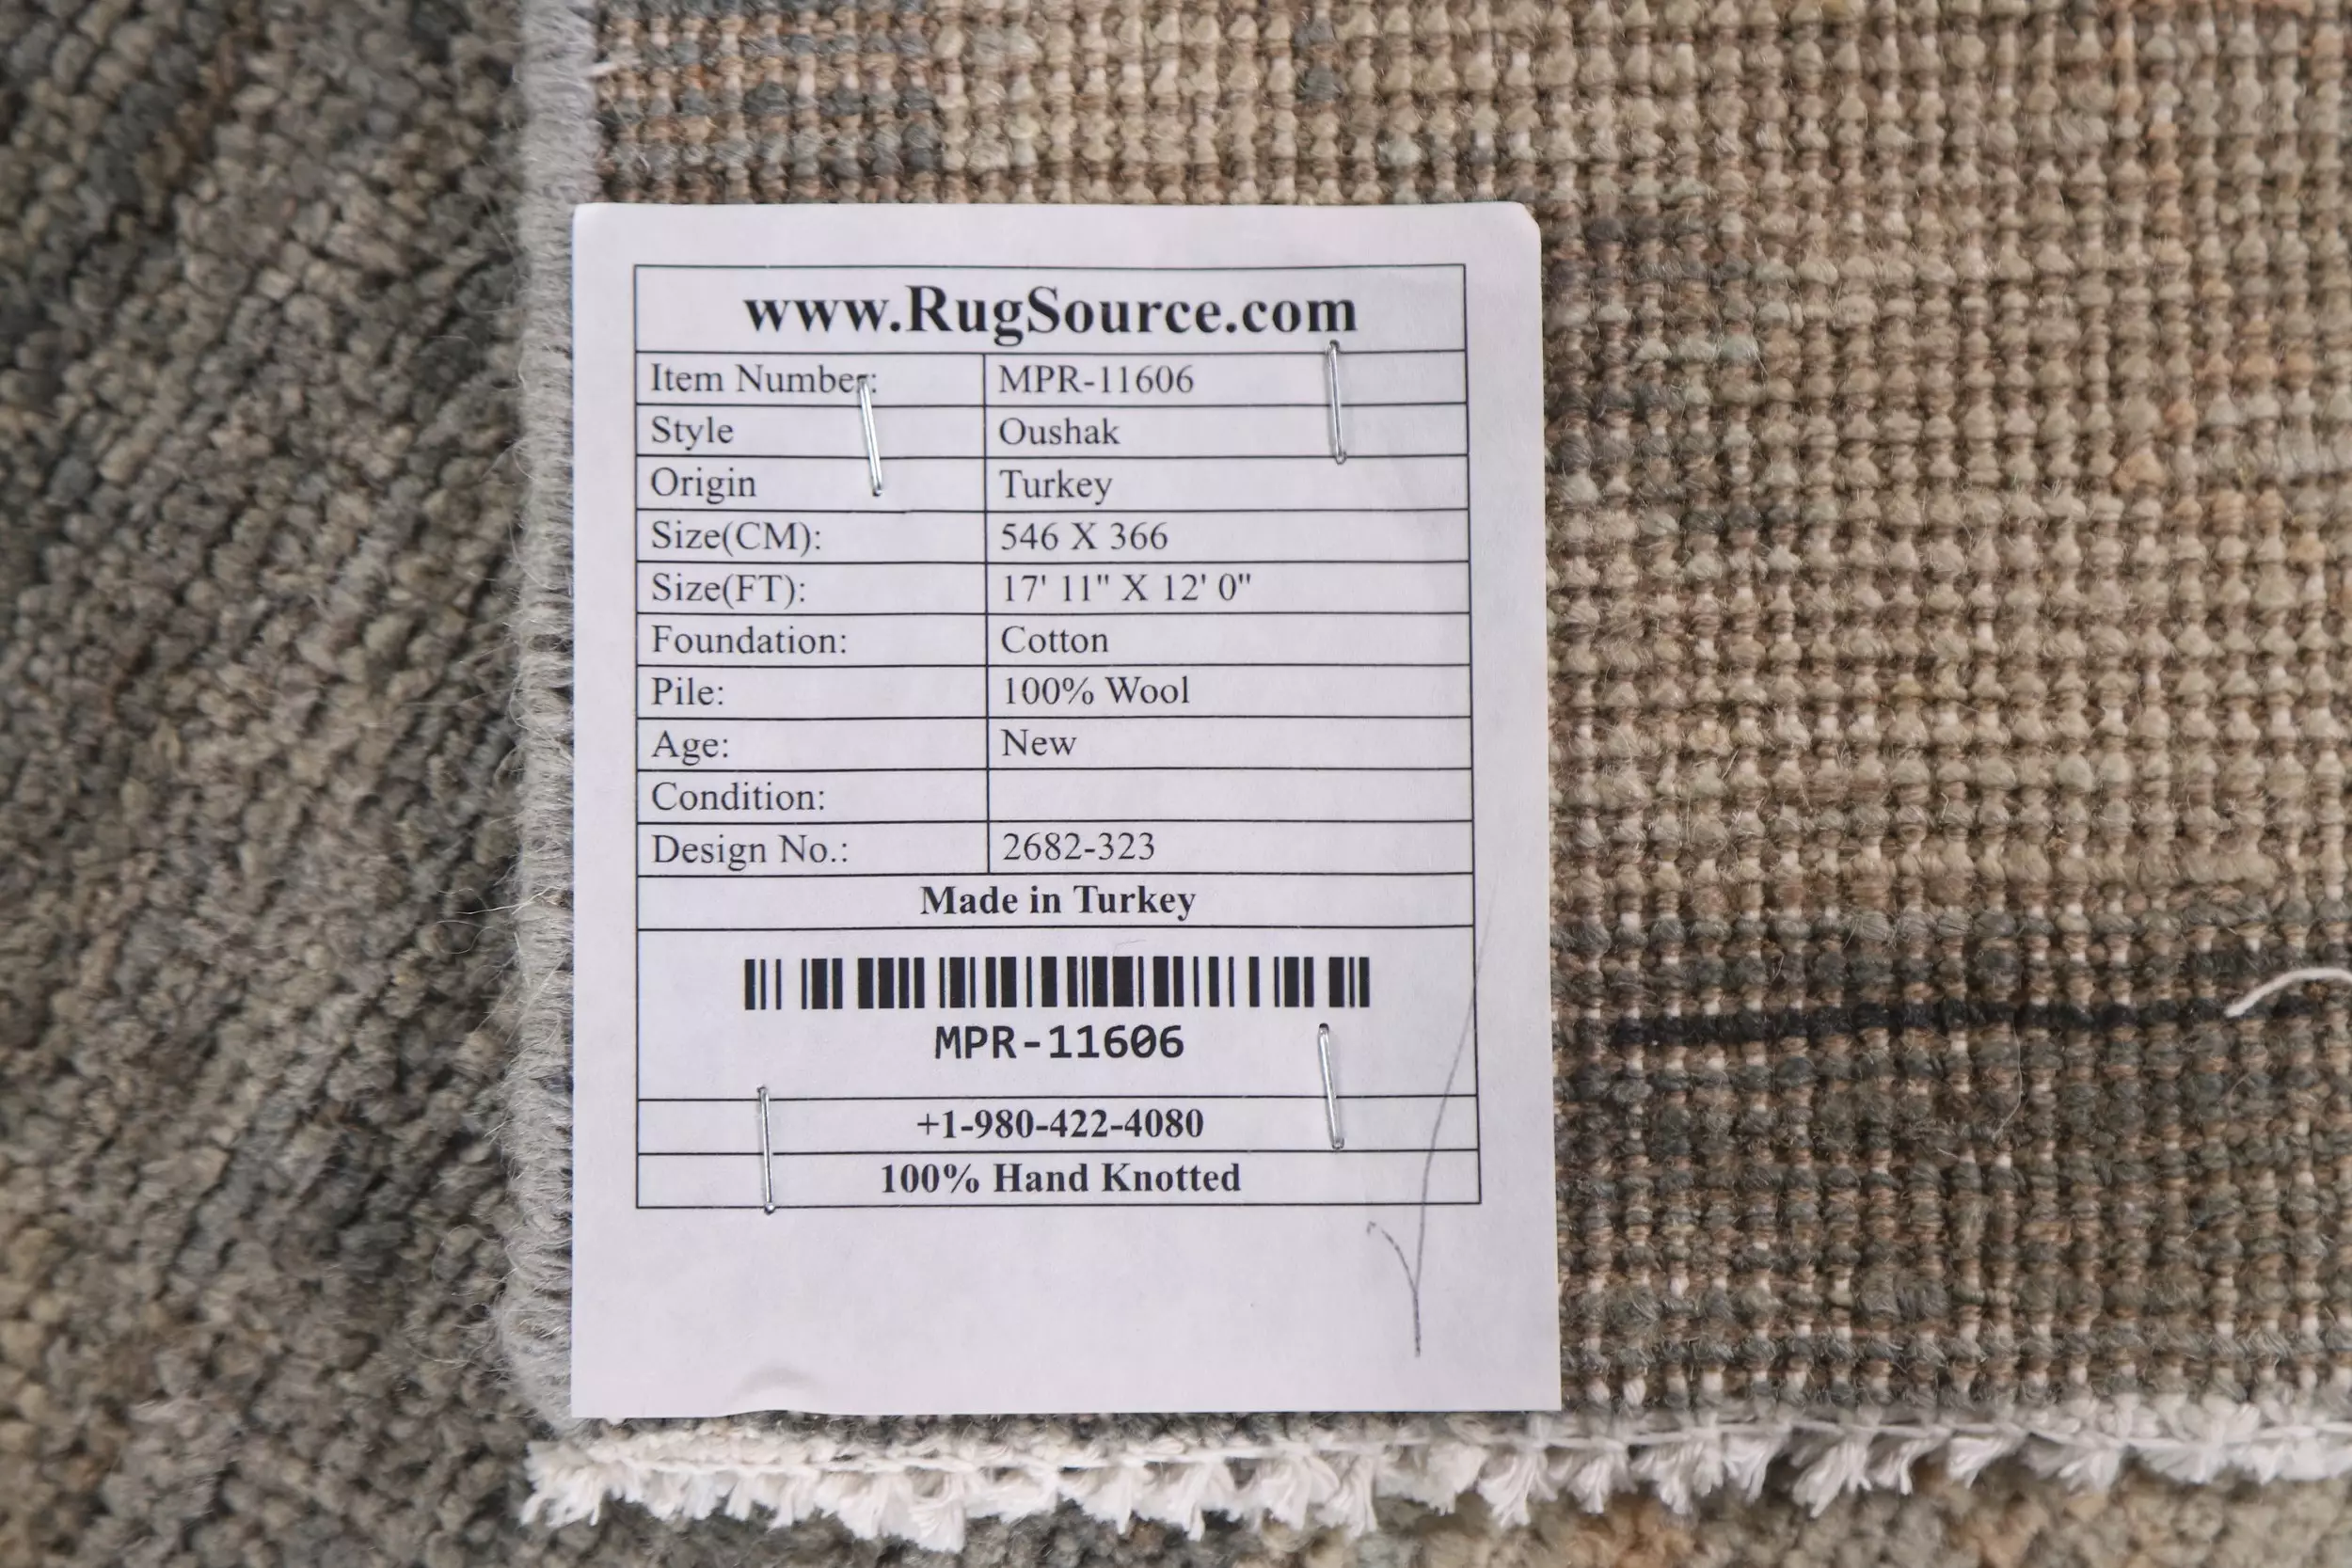 www.RugSource.com
Item Number: MPR-11606
Style Oushak
Origin Turkey
Size(CM): 546 X 366
Size(FT): 17' 11" X 12' 0"
Foundation: Cotton
Pile: 100% Wool
Age: New
Condition:
Design No.: 2682-323
Made in Turkey
MPR-11606
+1-980-422-4080
100% Hand Knotted